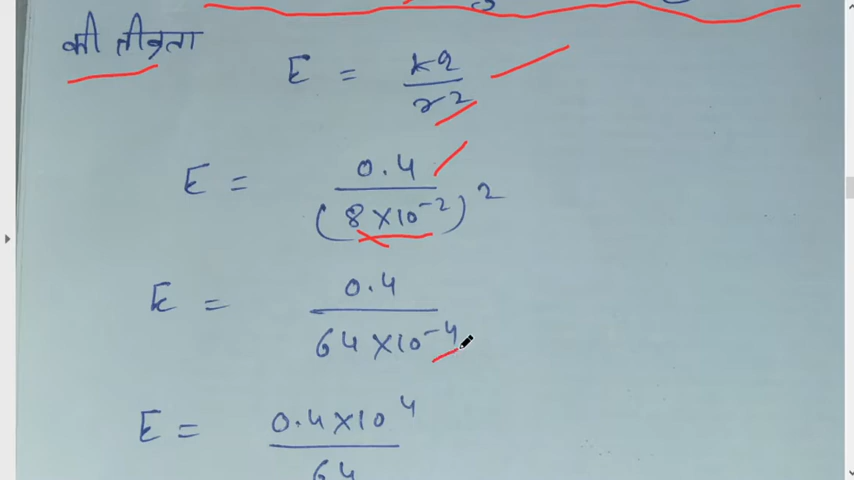 की तीव्रता
E = kq / r²
E = 0.4 / (8×10⁻²)²
E = 0.4 / 64×10⁻⁴
E = 0.4×10⁴ / 64